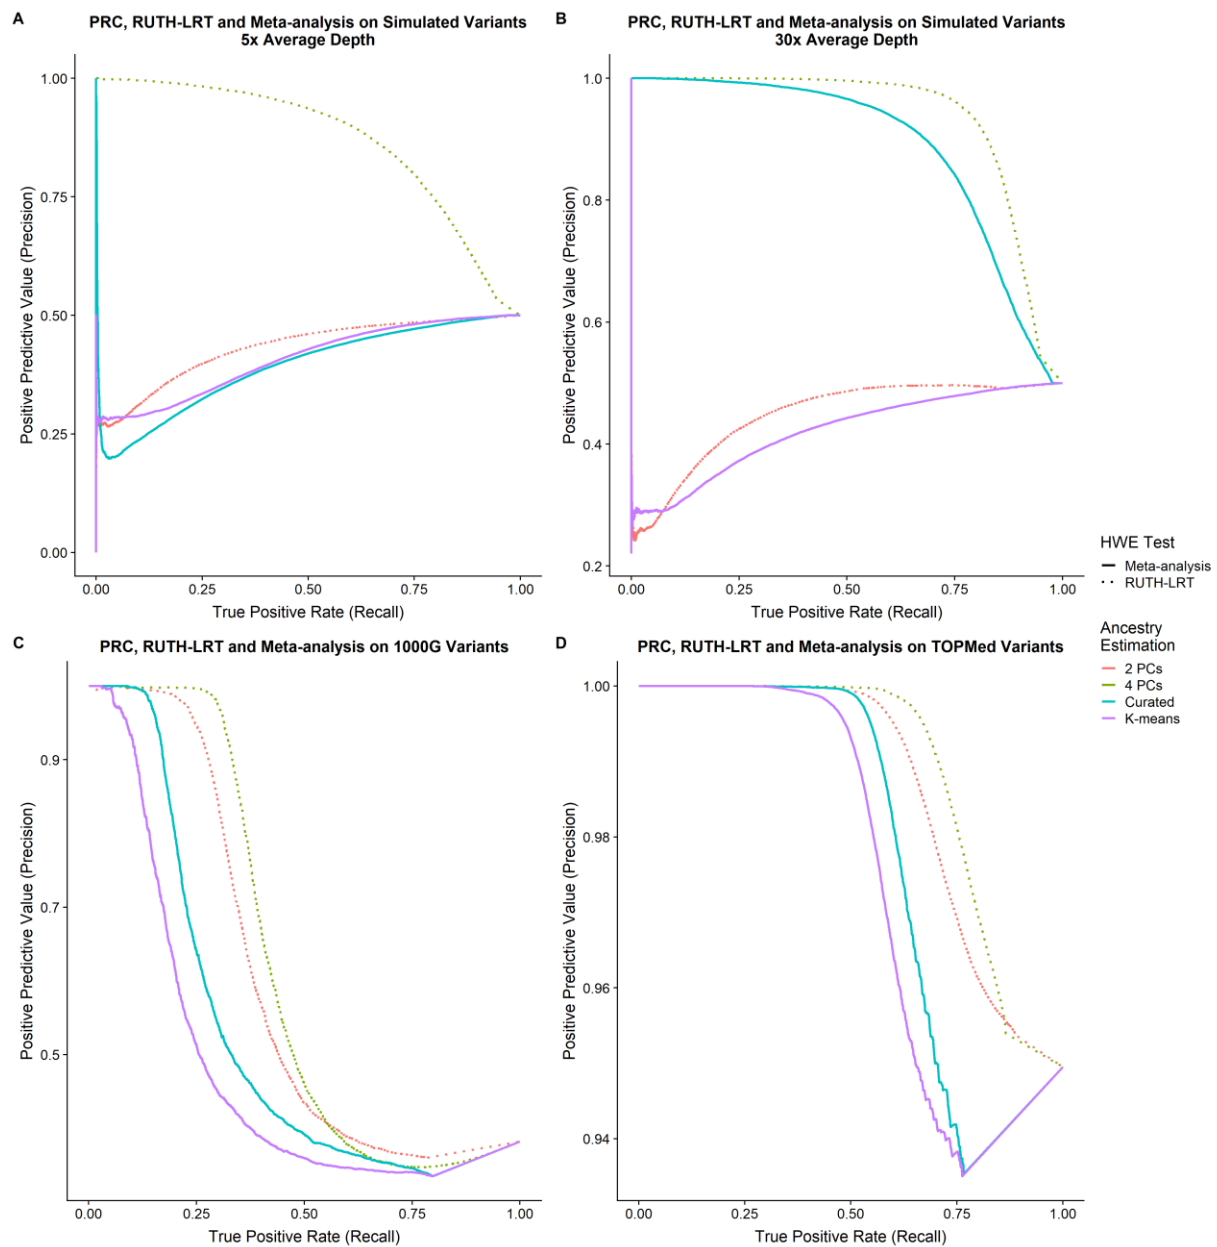 A
PRC, RUTH-LRT and Meta-analysis on Simulated Variants
5x Average Depth
Positive Predictive Value (Precision)
1.00
0.75
0.50
0.25
0.00
0.00 0.25 0.50 0.75 1.00
True Positive Rate (Recall)
B
PRC, RUTH-LRT and Meta-analysis on Simulated Variants
30x Average Depth
Positive Predictive Value (Precision)
1.0
0.8
0.6
0.4
0.2
0.00 0.25 0.50 0.75 1.00
True Positive Rate (Recall)
HWE Test
Meta-analysis
RUTH-LRT
Ancestry
Estimation
2 PCs
4 PCs
Curated
K-means
C
PRC, RUTH-LRT and Meta-analysis on 1000G Variants
Positive Predictive Value (Precision)
0.9
0.7
0.5
0.00 0.25 0.50 0.75 1.00
True Positive Rate (Recall)
D
PRC, RUTH-LRT and Meta-analysis on TOPMed Variants
Positive Predictive Value (Precision)
1.00
0.98
0.96
0.94
0.00 0.25 0.50 0.75 1.00
True Positive Rate (Recall)